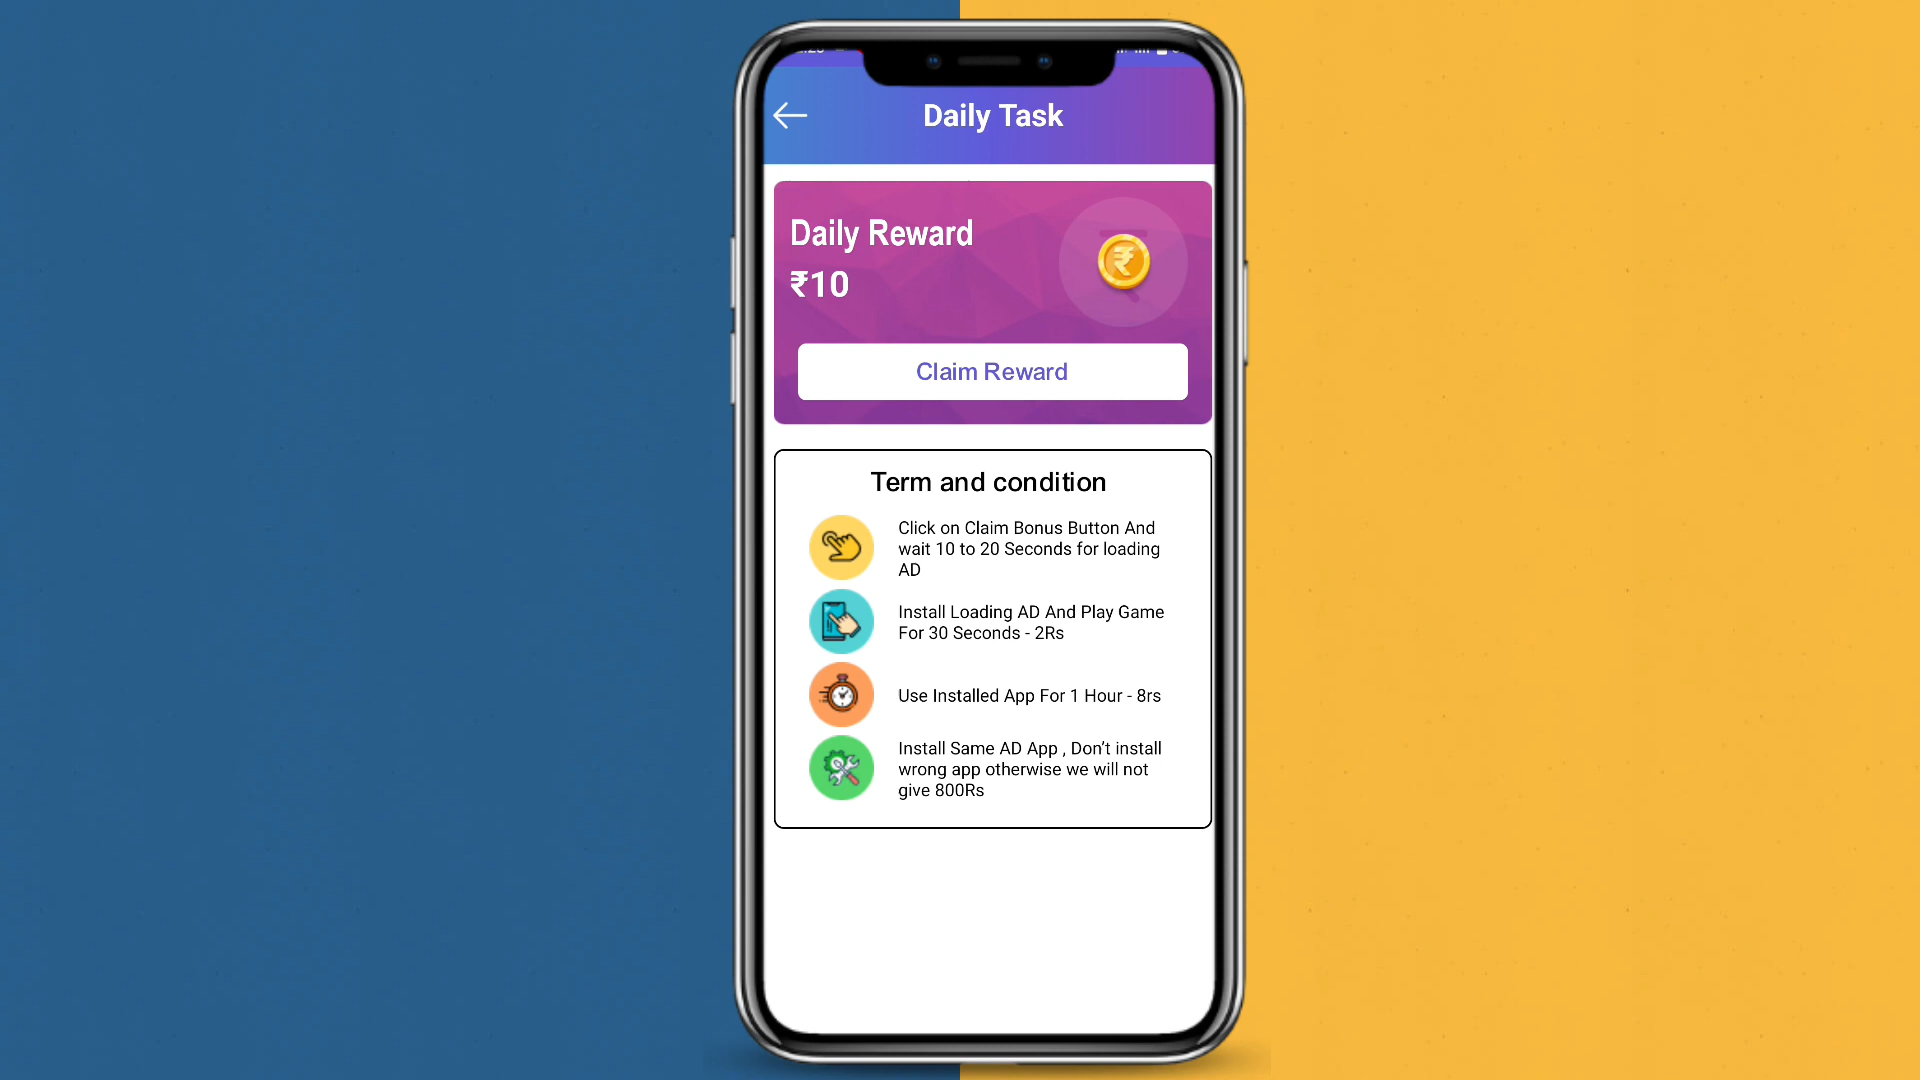 Daily Task
Daily Reward
₹10
Claim Reward
Term and condition
Click on Claim Bonus Button And
wait 10 to 20 Seconds for loading
AD
Install Loading AD And Play Game
For 30 Seconds - 2Rs
Use Installed App For 1 Hour - 8rs
Install Same AD App , Don’t install
wrong app otherwise we will not
give 800Rs